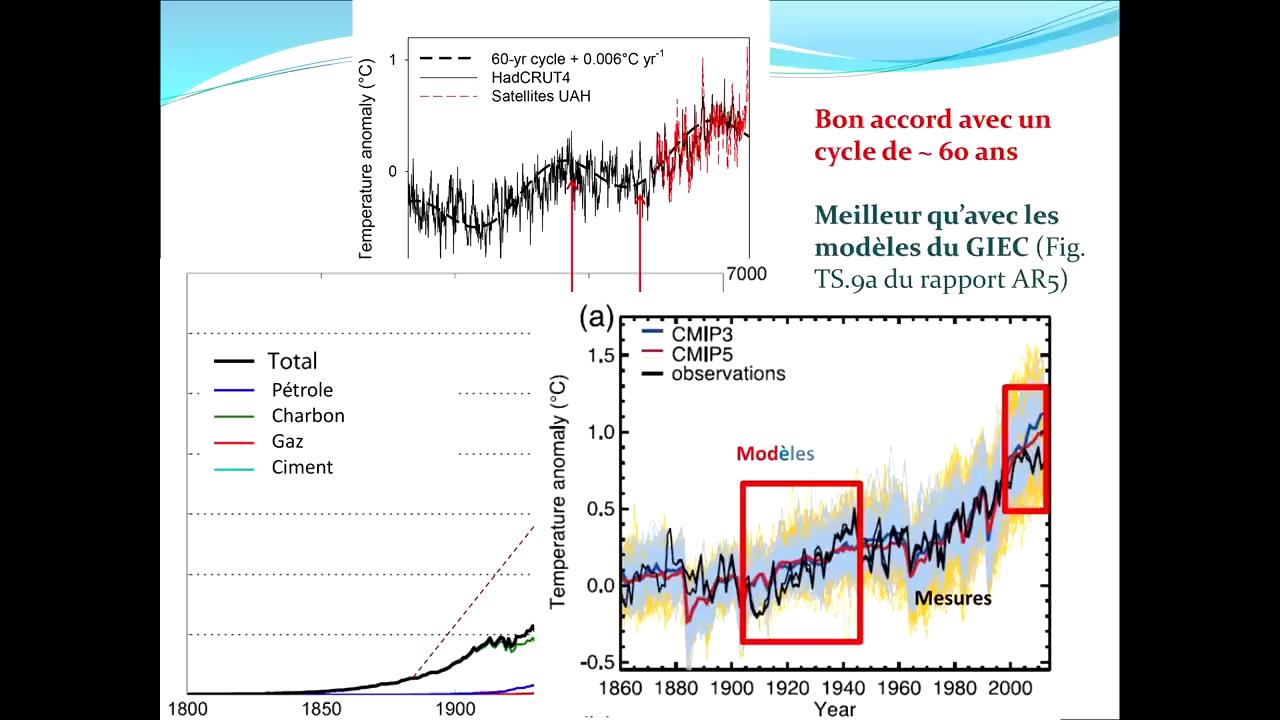 60-yr cycle + 0.006°C yr-1
HadCRUT4
Satellites UAH
Temperature anomaly (°C)
1
0
Bon accord avec un
cycle de ~ 60 ans
Meilleur qu’avec les
modèles du GIEC (Fig.
TS.9a du rapport AR5)
7000
Total
Pétrole
Charbon
Gaz
Ciment
1800
1850
1900
(a)
CMIP3
CMIP5
observations
Temperature anomaly (°C)
1.5
1.0
0.5
0.0
-0.5
Modèles
Mesures
1860 1880 1900 1920 1940 1960 1980 2000
Year